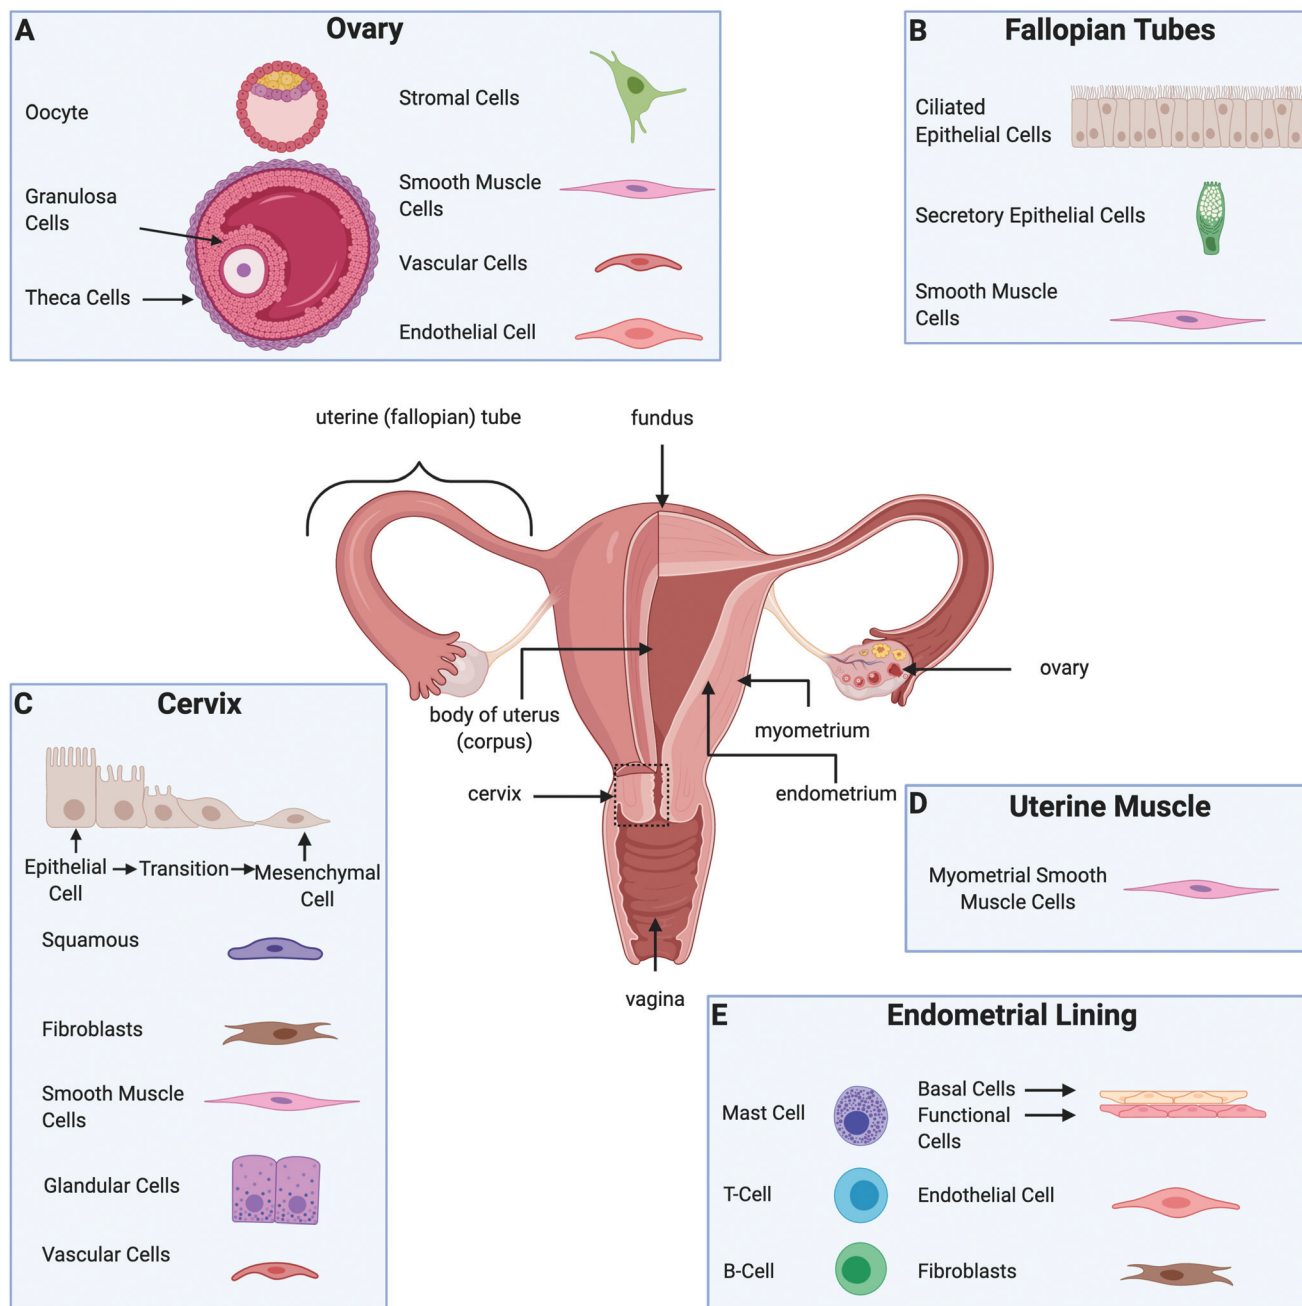 A
Ovary
Oocyte
Granulosa
Cells
Theca Cells
Stromal Cells
Smooth Muscle
Cells
Vascular Cells
Endothelial Cell
B
Fallopian Tubes
Ciliated
Epithelial Cells
Secretory Epithelial Cells
Smooth Muscle
Cells
uterine (fallopian) tube
fundus
ovary
body of uterus
(corpus)
myometrium
cervix
endometrium
vagina
C
Cervix
Epithelial
Cell
Transition
Mesenchymal
Cell
Squamous
Fibroblasts
Smooth Muscle
Cells
Glandular Cells
Vascular Cells
D
Uterine Muscle
Myometrial Smooth
Muscle Cells
E
Endometrial Lining
Mast Cell
T-Cell
B-Cell
Basal Cells
Functional
Cells
Endothelial Cell
Fibroblasts